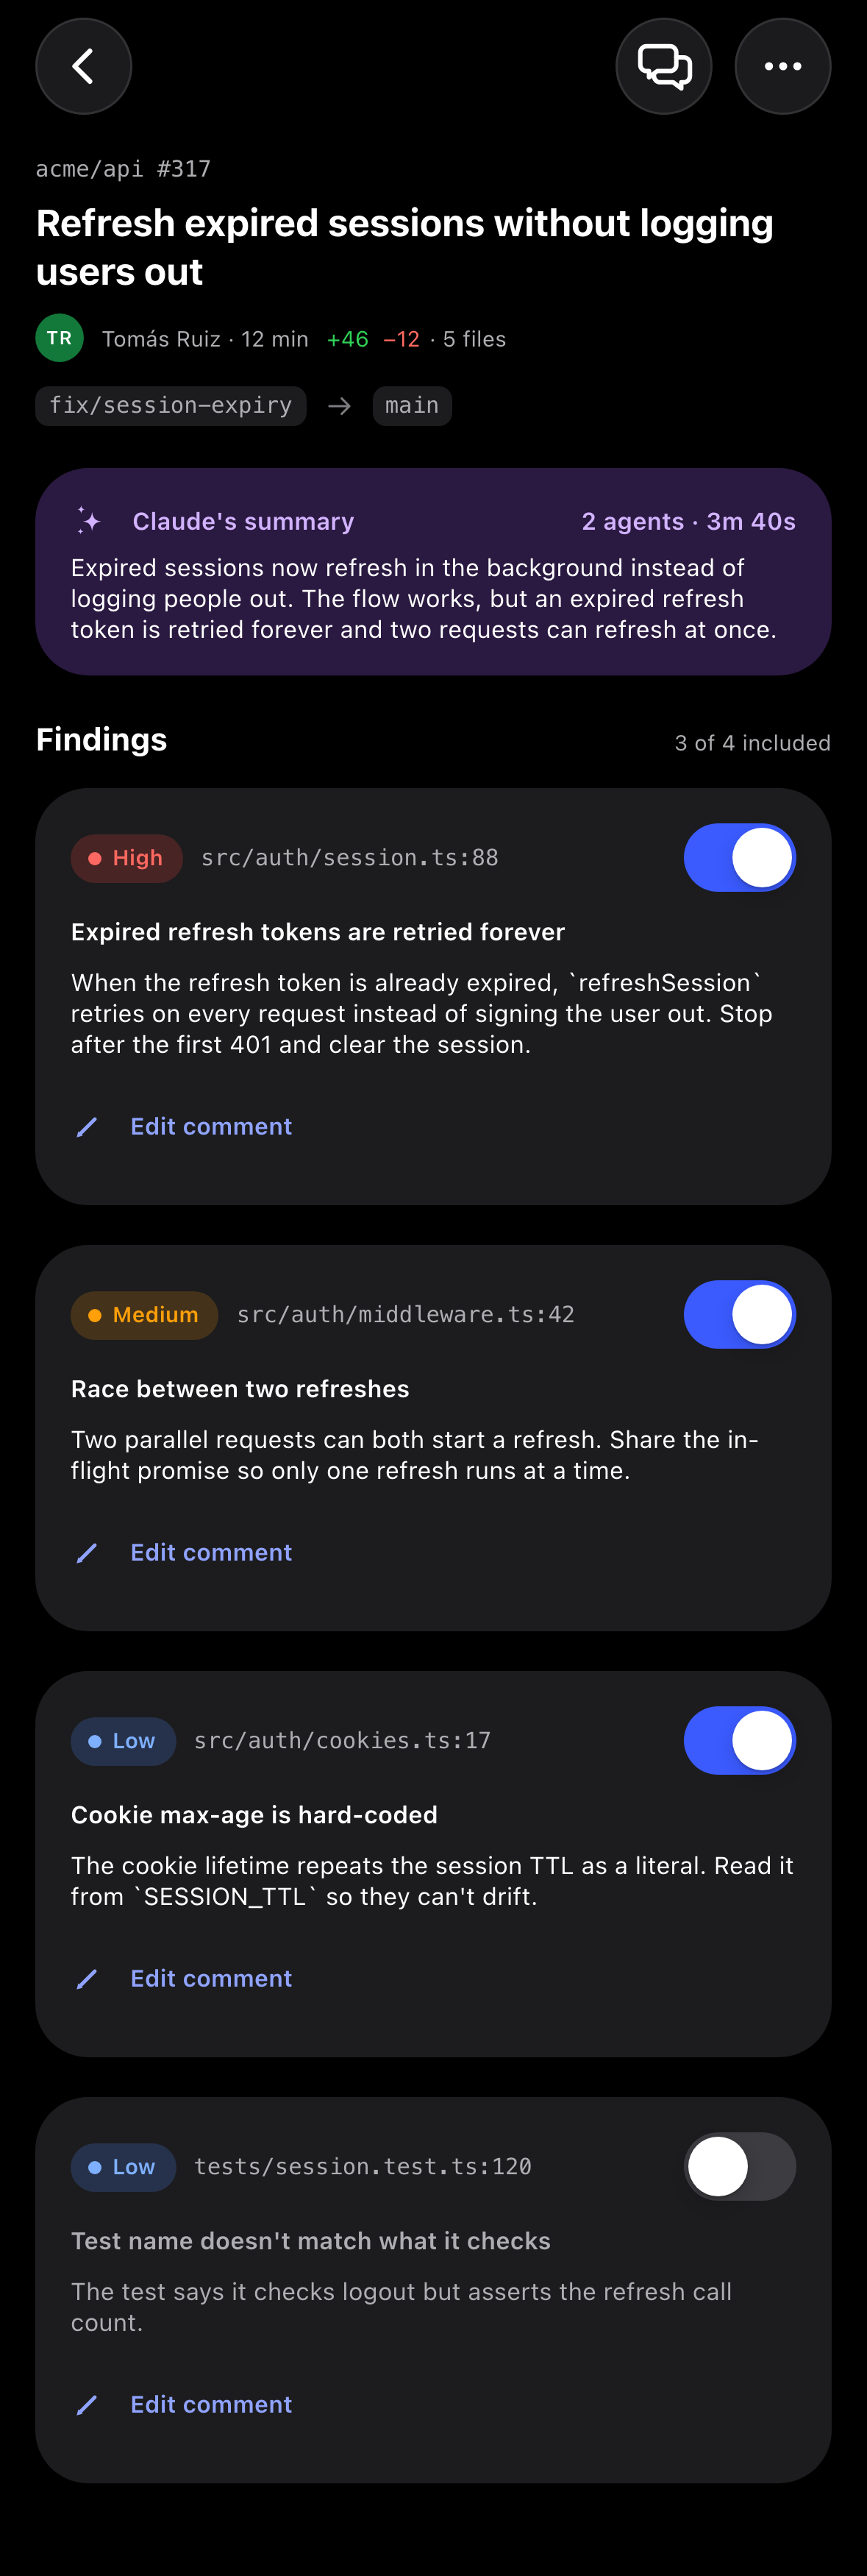 acme/api #317
Refresh expired sessions without logging
users out
TR Tomás Ruiz · 12 min +46 −12 · 5 files
fix/session-expiry → main
Claude's summary 2 agents · 3m 40s
Expired sessions now refresh in the background instead of
logging people out. The flow works, but an expired refresh
token is retried forever and two requests can refresh at once.
Findings 3 of 4 included
High src/auth/session.ts:88
Expired refresh tokens are retried forever
When the refresh token is already expired, `refreshSession`
retries on every request instead of signing the user out. Stop
after the first 401 and clear the session.
Edit comment
Medium src/auth/middleware.ts:42
Race between two refreshes
Two parallel requests can both start a refresh. Share the in-
flight promise so only one refresh runs at a time.
Edit comment
Low src/auth/cookies.ts:17
Cookie max-age is hard-coded
The cookie lifetime repeats the session TTL as a literal. Read it
from `SESSION_TTL` so they can't drift.
Edit comment
Low tests/session.test.ts:120
Test name doesn't match what it checks
The test says it checks logout but asserts the refresh call
count.
Edit comment